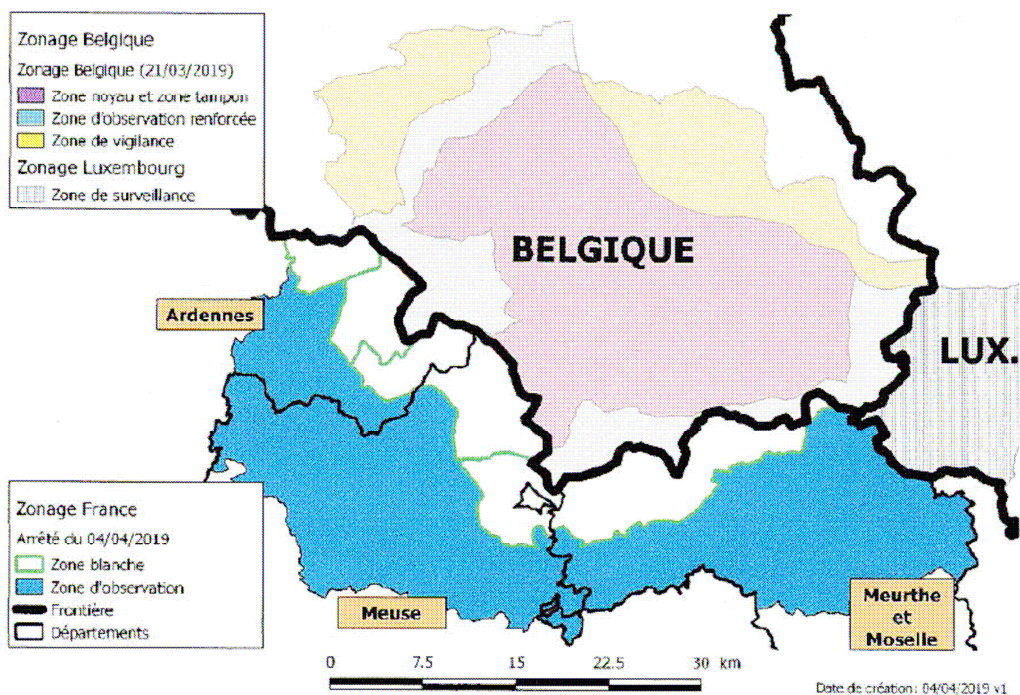 Zonage Belgique
Zonage Belgique (21/03/2019)
Zone noyau et zone tampon
Zone d'observation renforcée
Zone de vigilance
Zonage Luxembourg
Zone de surveillance
BELGIQUE
Ardennes
LUX.
Zonage France
Arrêté du 04/04/2019
Zone blanche
Zone d'observation
Frontière
Départements
Meuse
Meurthe
et
Moselle
0 7.5 15 22.5 30 km
Date de création : 04/04/2019 v1